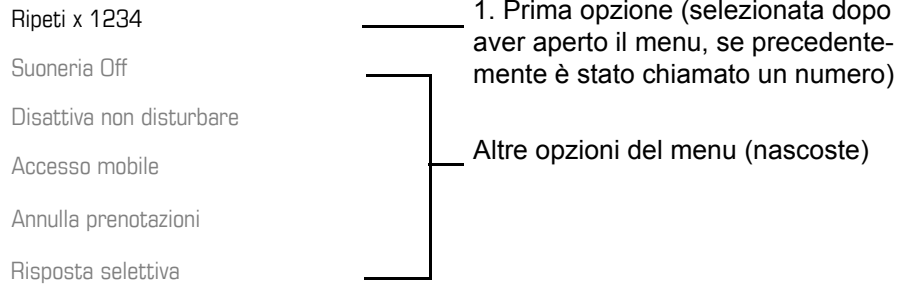 Ripeti x 1234
1. Prima opzione (selezionata dopo
aver aperto il menu, se precedente-
mente è stato chiamato un numero)
Suoneria Off
Disattiva non disturbare
Altre opzioni del menu (nascoste)
Accesso mobile
Annulla prenotazioni
Risposta selettiva